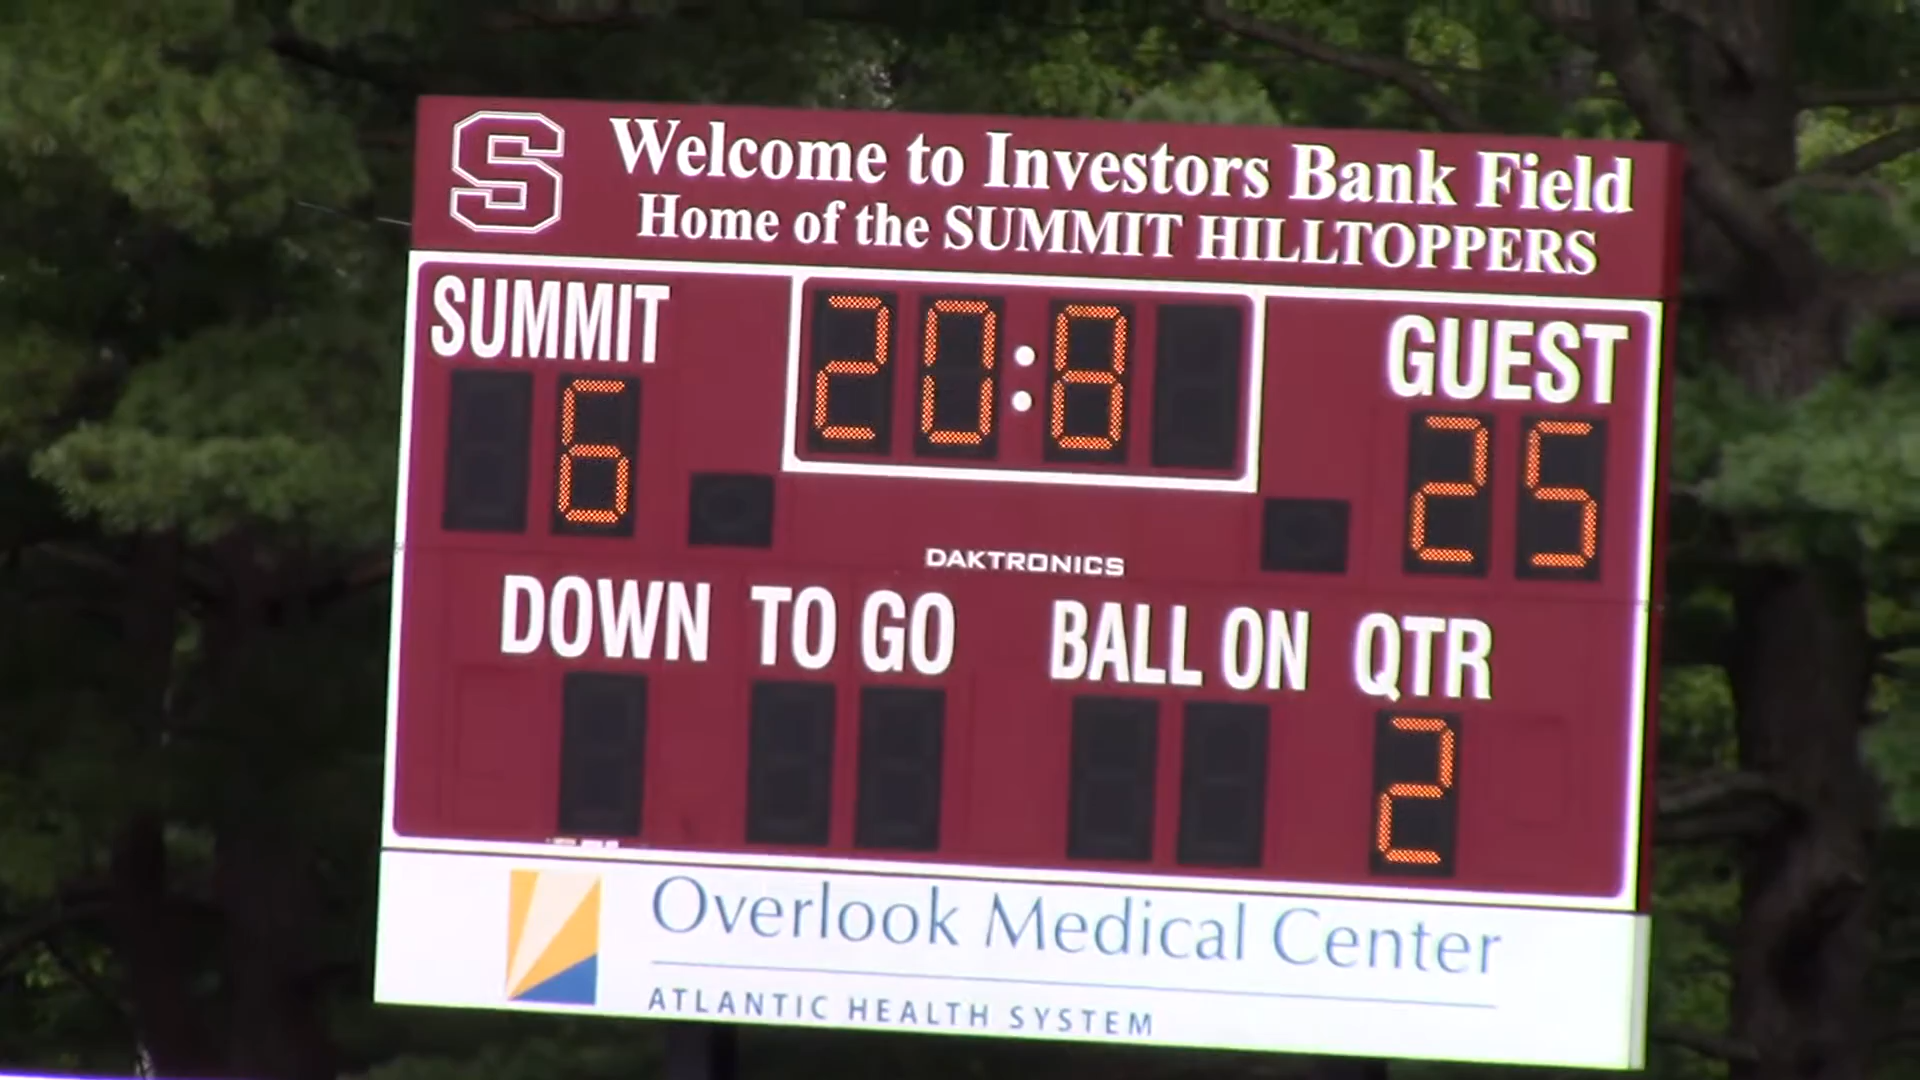 S
Welcome to Investors Bank Field
Home of the SUMMIT HILLTOPPERS
SUMMIT 20:8 GUEST
6 25
DAKTRONICS
DOWN TO GO BALL ON QTR
2
Overlook Medical Center
ATLANTIC HEALTH SYSTEM